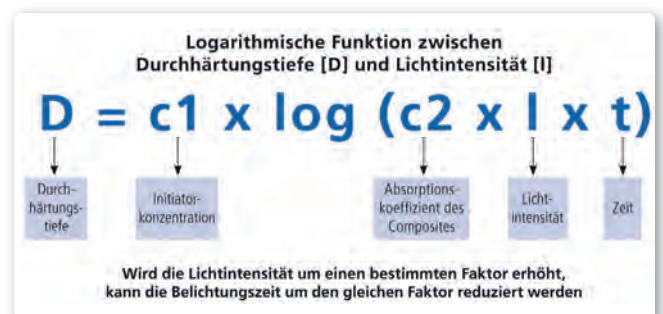 Logarithmische Funktion zwischen
Durchhärtungstiefe [D] und Lichtintensität [I]
D = c1 x log (c2 x I x t)
Durch-
härtungs-
tiefe
Initiator-
konzentration
Absorptions-
koeffizient des
Composites
Licht-
intensität
Zeit
Wird die Lichtintensität um einen bestimmten Faktor erhöht,
kann die Belichtungszeit um den gleichen Faktor reduziert werden